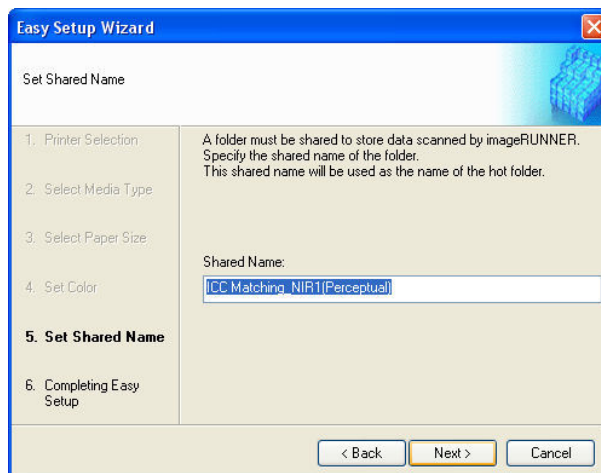 Easy Setup Wizard
Set Shared Name
1. Printer Selection
2. Select Media Type
3. Select Paper Size
4. Set Color
5. Set Shared Name
6. Completing Easy
Setup
A folder must be shared to store data scanned by imageRUNNER.
Specify the shared name of the folder.
This shared name will be used as the name of the hot folder.
Shared Name:
ICC Matching_NIR1(Perceptual)
< Back
Next >
Cancel